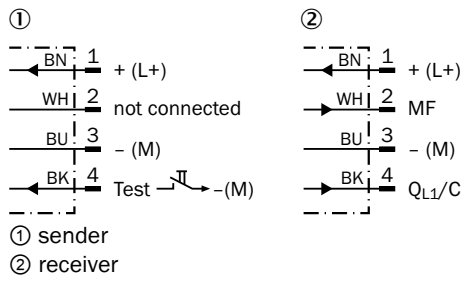 ① ②
BN 1 + (L+) BN 1 + (L+)
WH 2 not connected WH 2 MF
BU 3 – (M) BU 3 – (M)
BK 4 Test –(M) BK 4 QL1/C
① sender
② receiver